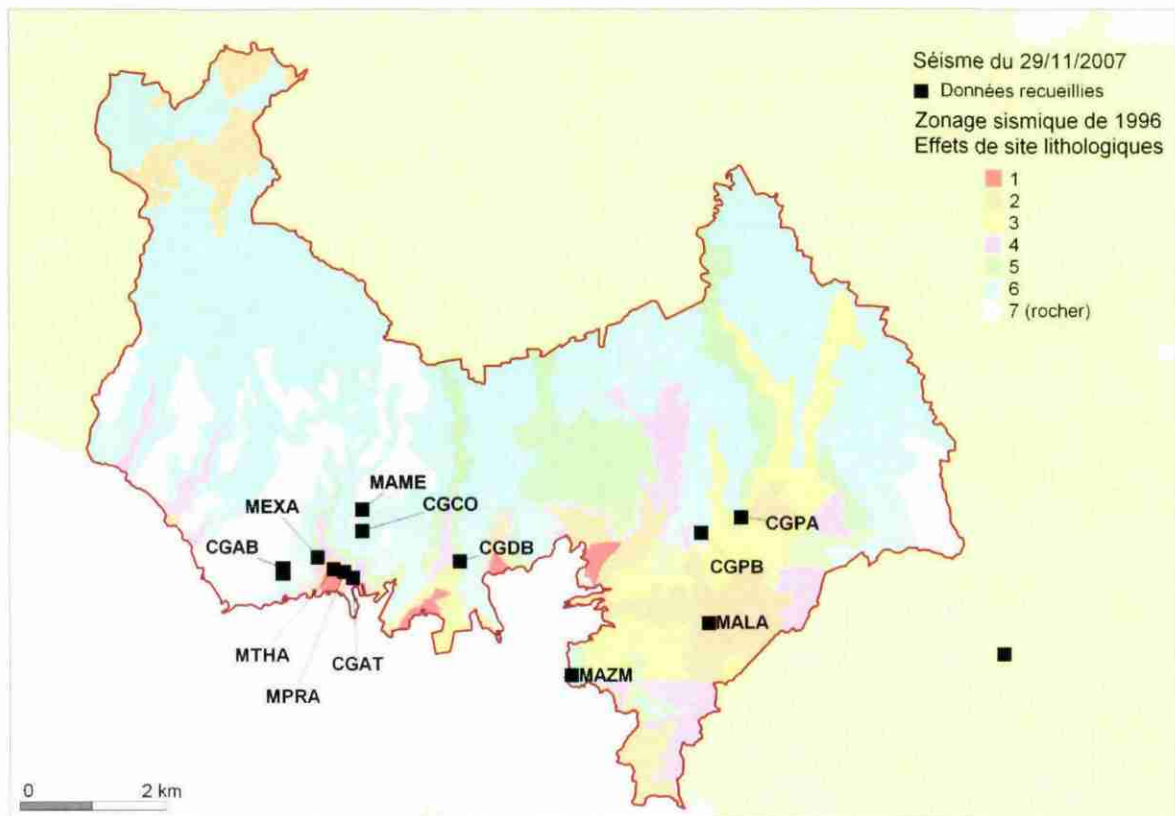 Séisme du 29/11/2007
Données recueillies
Zonage sismique de 1996
Effets de site lithologiques
1
2
3
4
5
6
7 (rocher)
MAME
MEXA
CGCO
CGAB
CGDB
CGPA
CGPB
MTHA
CGAT
MPRA
MALA
MAZM
0 2 km